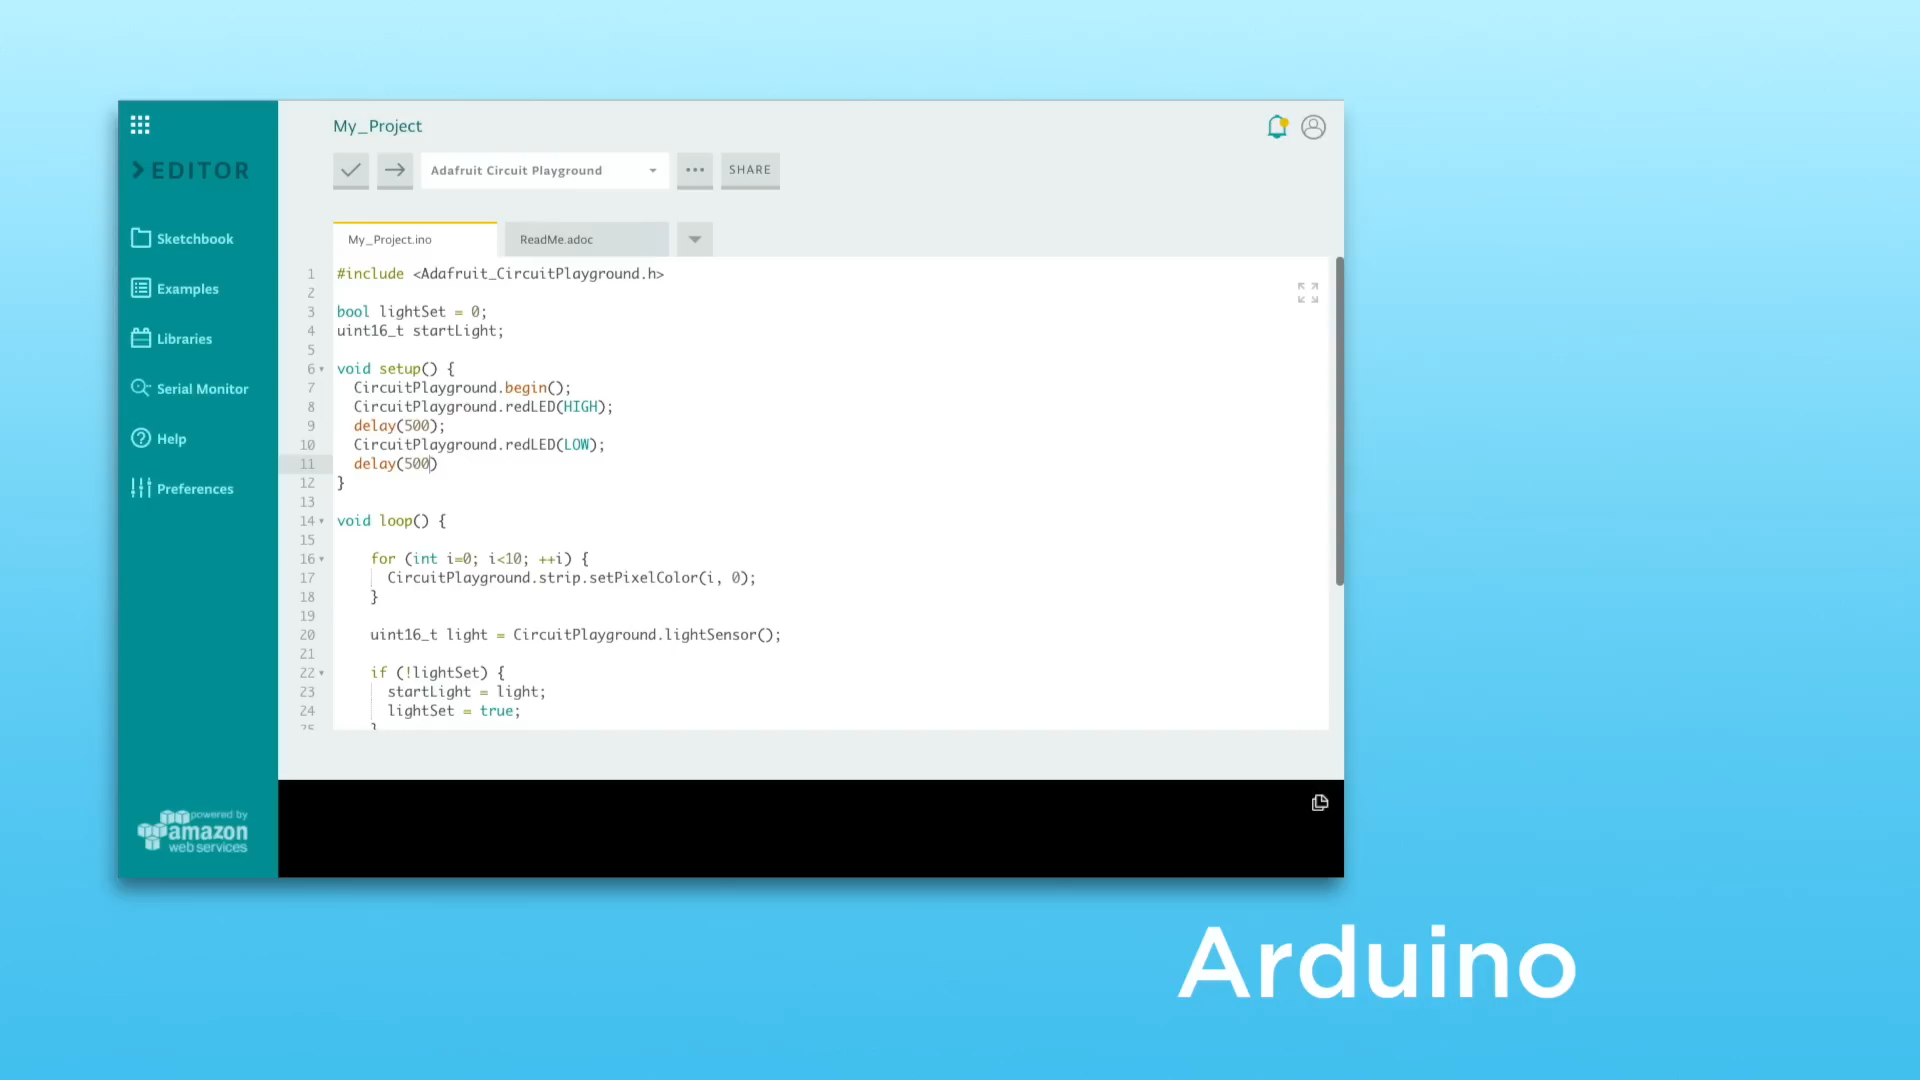 My_Project
EDITOR
Adafruit Circuit Playground
SHARE
Sketchbook
Examples
Libraries
Serial Monitor
Help
Preferences
My_Project.ino
ReadMe.adoc
1 #include <Adafruit_CircuitPlayground.h>
2
3 bool lightSet = 0;
4 uint16_t startLight;
5
6 void setup() {
7 CircuitPlayground.begin();
8 CircuitPlayground.redLED(HIGH);
9 delay(500);
10 CircuitPlayground.redLED(LOW);
11 delay(500)
12 }
13
14 void loop() {
15
16 for (int i=0; i<10; ++i) {
17 CircuitPlayground.strip.setPixelColor(i, 0);
18 }
19
20 uint16_t light = CircuitPlayground.lightSensor();
21
22 if (!lightSet) {
23 startLight = light;
24 lightSet = true;
25 }
powered by
amazon
web services
Arduino